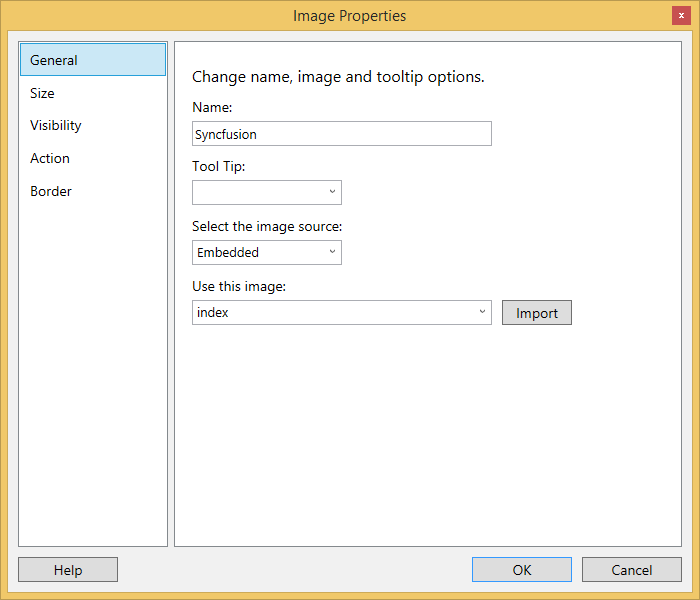 Image Properties
x
General
Size
Visibility
Action
Border
Change name, image and tooltip options.
Name:
Syncfusion
Tool Tip:
Select the image source:
Embedded
Use this image:
index
Import
Help
OK
Cancel